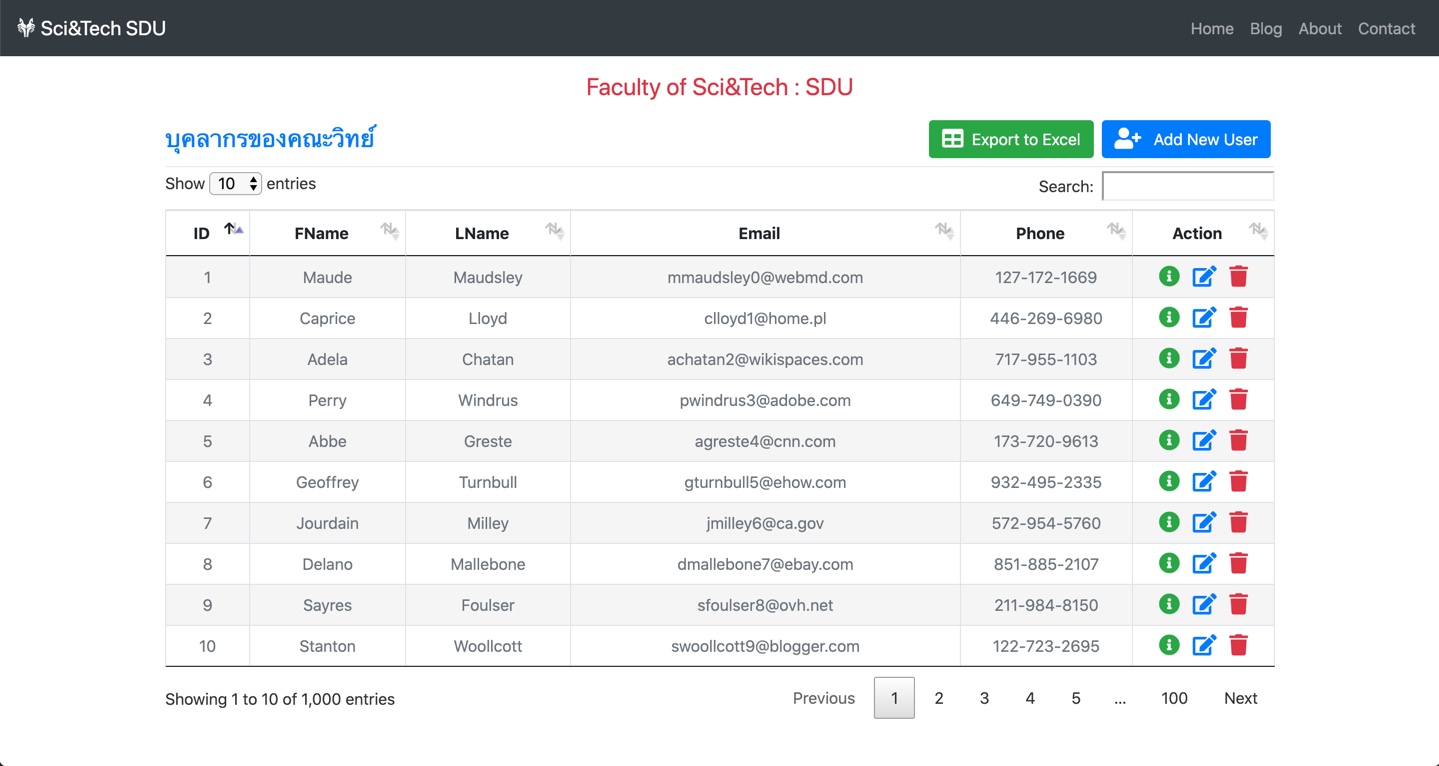 Sci&Tech SDU Home Blog About Contact
Faculty of Sci&Tech : SDU
บุคลากรของคณะวิทย์ Export to Excel Add New User
Show 10 entries Search:
ID FName LName Email Phone Action
1 Maude Maudsley mmaudsley0@webmd.com 127-172-1669
2 Caprice Lloyd clloyd1@home.pl 446-269-6980
3 Adela Chatan achatan2@wikispaces.com 717-955-1103
4 Perry Windrus pwindrus3@adobe.com 649-749-0390
5 Abbe Greste agreste4@cnn.com 173-720-9613
6 Geoffrey Turnbull gturnbull5@ehow.com 932-495-2335
7 Jourdain Milley jmilley6@ca.gov 572-954-5760
8 Delano Mallebone dmallebone7@ebay.com 851-885-2107
9 Sayres Foulser sfoulser8@ovh.net 211-984-8150
10 Stanton Woollcott swoollcott9@blogger.com 122-723-2695
Showing 1 to 10 of 1,000 entries Previous 1 2 3 4 5 ... 100 Next